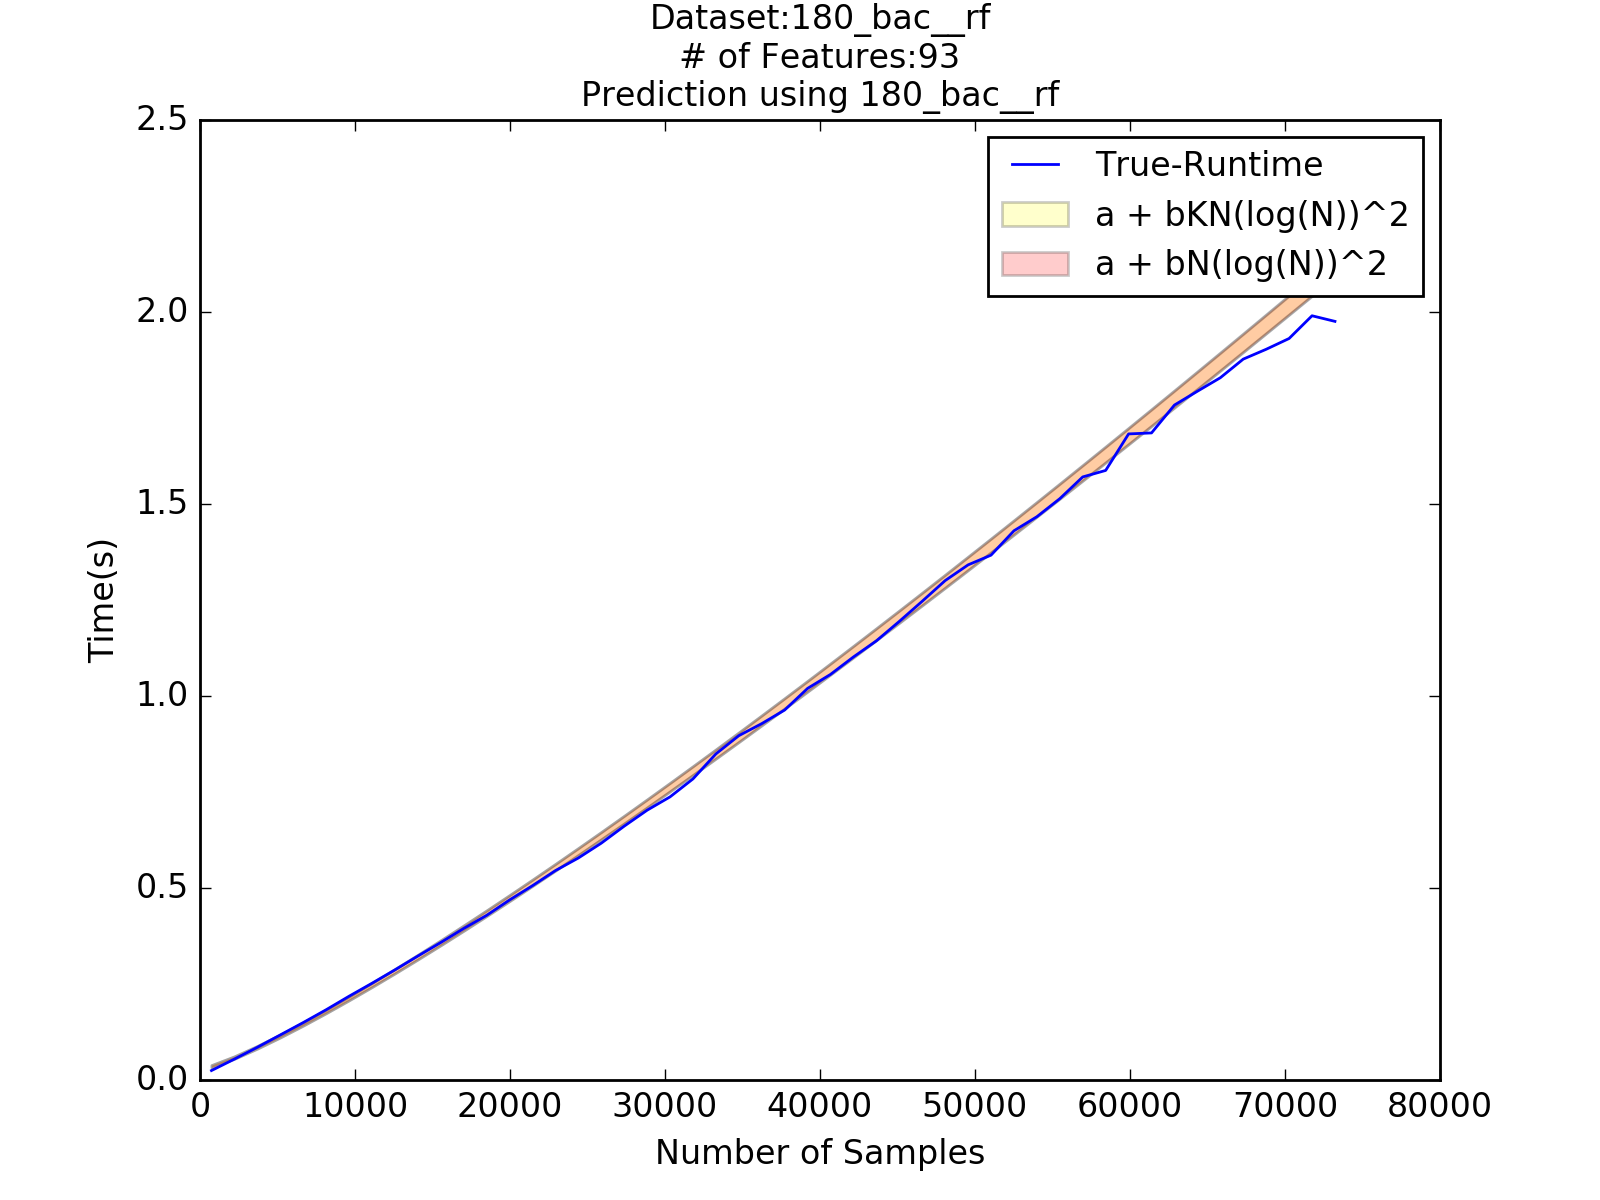 Dataset:180_bac__rf
# of Features:93
Prediction using 180_bac__rf
2.5
2.0
1.5
1.0
0.5
0.0
Time(s)
True-Runtime
a + bKN(log(N))^2
a + bN(log(N))^2
0 10000 20000 30000 40000 50000 60000 70000 80000
Number of Samples